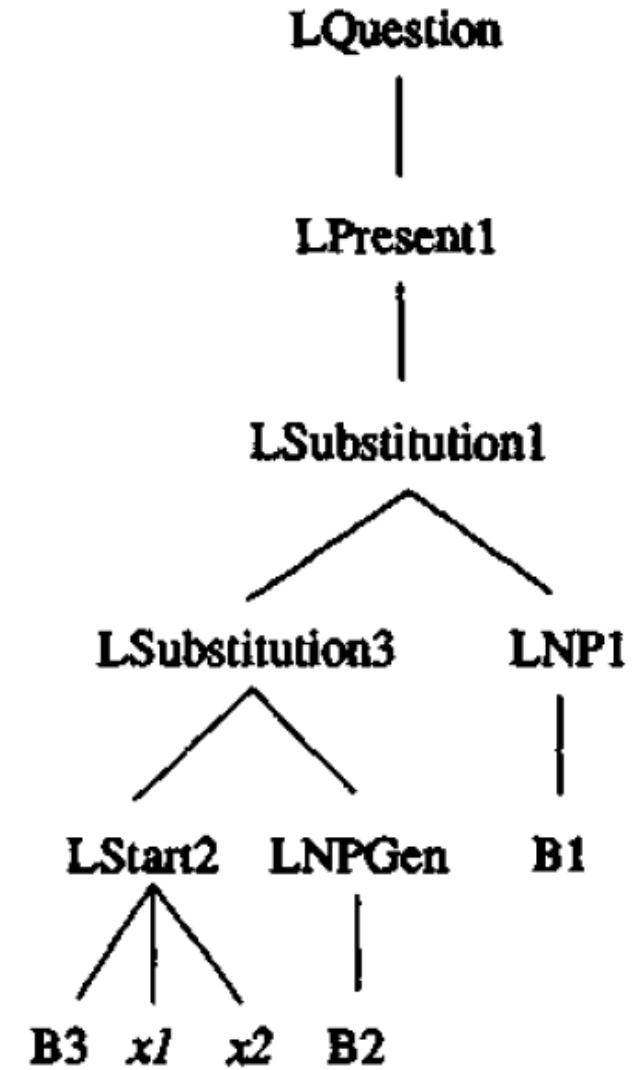 LQuestion
LPresent1
LSubstitution1
LSubstitution3 LNP1
LStart2 LNPGen B1
B3 x1 x2 B2